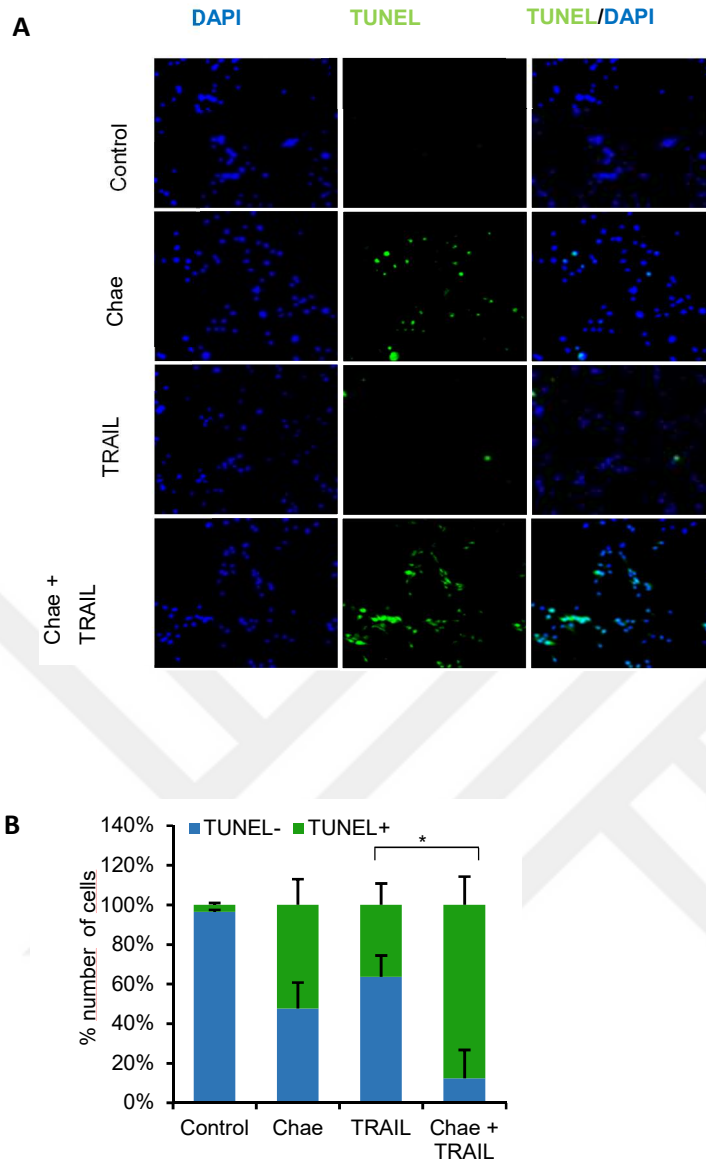 A
DAPI TUNEL TUNEL/DAPI
Control
Chae
TRAIL
Chae +
TRAIL
B
TUNEL- TUNEL+
*
140%
120%
100%
80%
60%
40%
20%
0%
% number of cells
Control Chae TRAIL Chae +
TRAIL